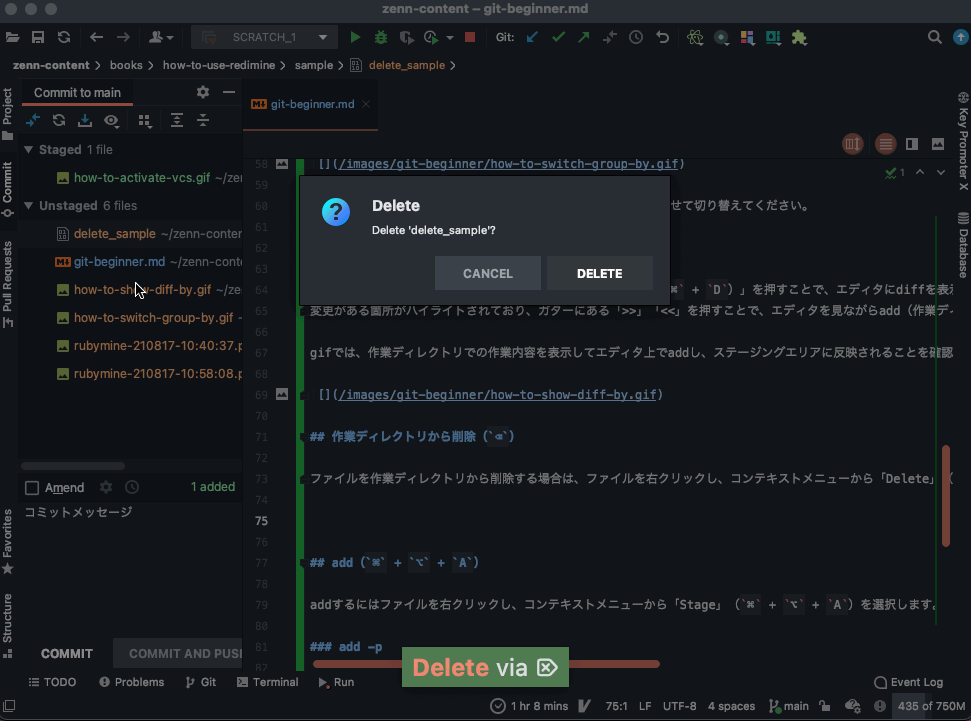 zenn-content – git-beginner.md
SCRATCH_1
Git:
zenn-content
books
how-to-use-redimine
sample
delete_sample
Project
Commit
Pull Requests
Favorites
Structure
Commit to main
Staged 1 file
how-to-activate-vcs.gif ~/zen
Unstaged 6 files
delete_sample ~/zenn-conter
git-beginner.md ~/zenn-cont
how-to-show-diff-by.gif ~/ze
how-to-switch-group-by.gif ~
rubymine-210817-10:40:37.p
rubymine-210817-10:58:08.p
Amend
1 added
コミットメッセージ
COMMIT
COMMIT AND PUSH
git-beginner.md
1
58 [](/images/git-beginner/how-to-switch-group-by.gif)
59
60 せて切り替えてください。
61
62
63
64 ⌘` + `D`) 」を押すことで、エディタにdiffを表示
65 変更がある箇所がハイライトされており、ガターにある「>>」「<<」を押すことで、エディタを見ながらadd（作業デ
66
67 gifでは、作業ディレクトリでの作業内容を表示してエディタ上でaddし、ステージングエリアに反映されることを確認
68
69 [](/images/git-beginner/how-to-show-diff-by.gif)
70
71 ## 作業ディレクトリから削除（`⌫`）
72
73 ファイルを作業ディレクトリから削除する場合は、ファイルを右クリックし、コンテキストメニューから「Delete」（
74
75
76
77 ## add（`⌘` + `⌥` + `A`）
78
79 addするにはファイルを右クリックし、コンテキストメニューから「Stage」（`⌘` + `⌥` + `A`）を選択します。
80
81 ### add -p
82
Delete
Delete 'delete_sample'?
CANCEL
DELETE
Delete via ⌦
Key Promoter X
Database
TODO
Problems
Git
Terminal
Run
Event Log
1 hr 8 mins
75:1
LF
UTF-8
4 spaces
main
435 of 750M